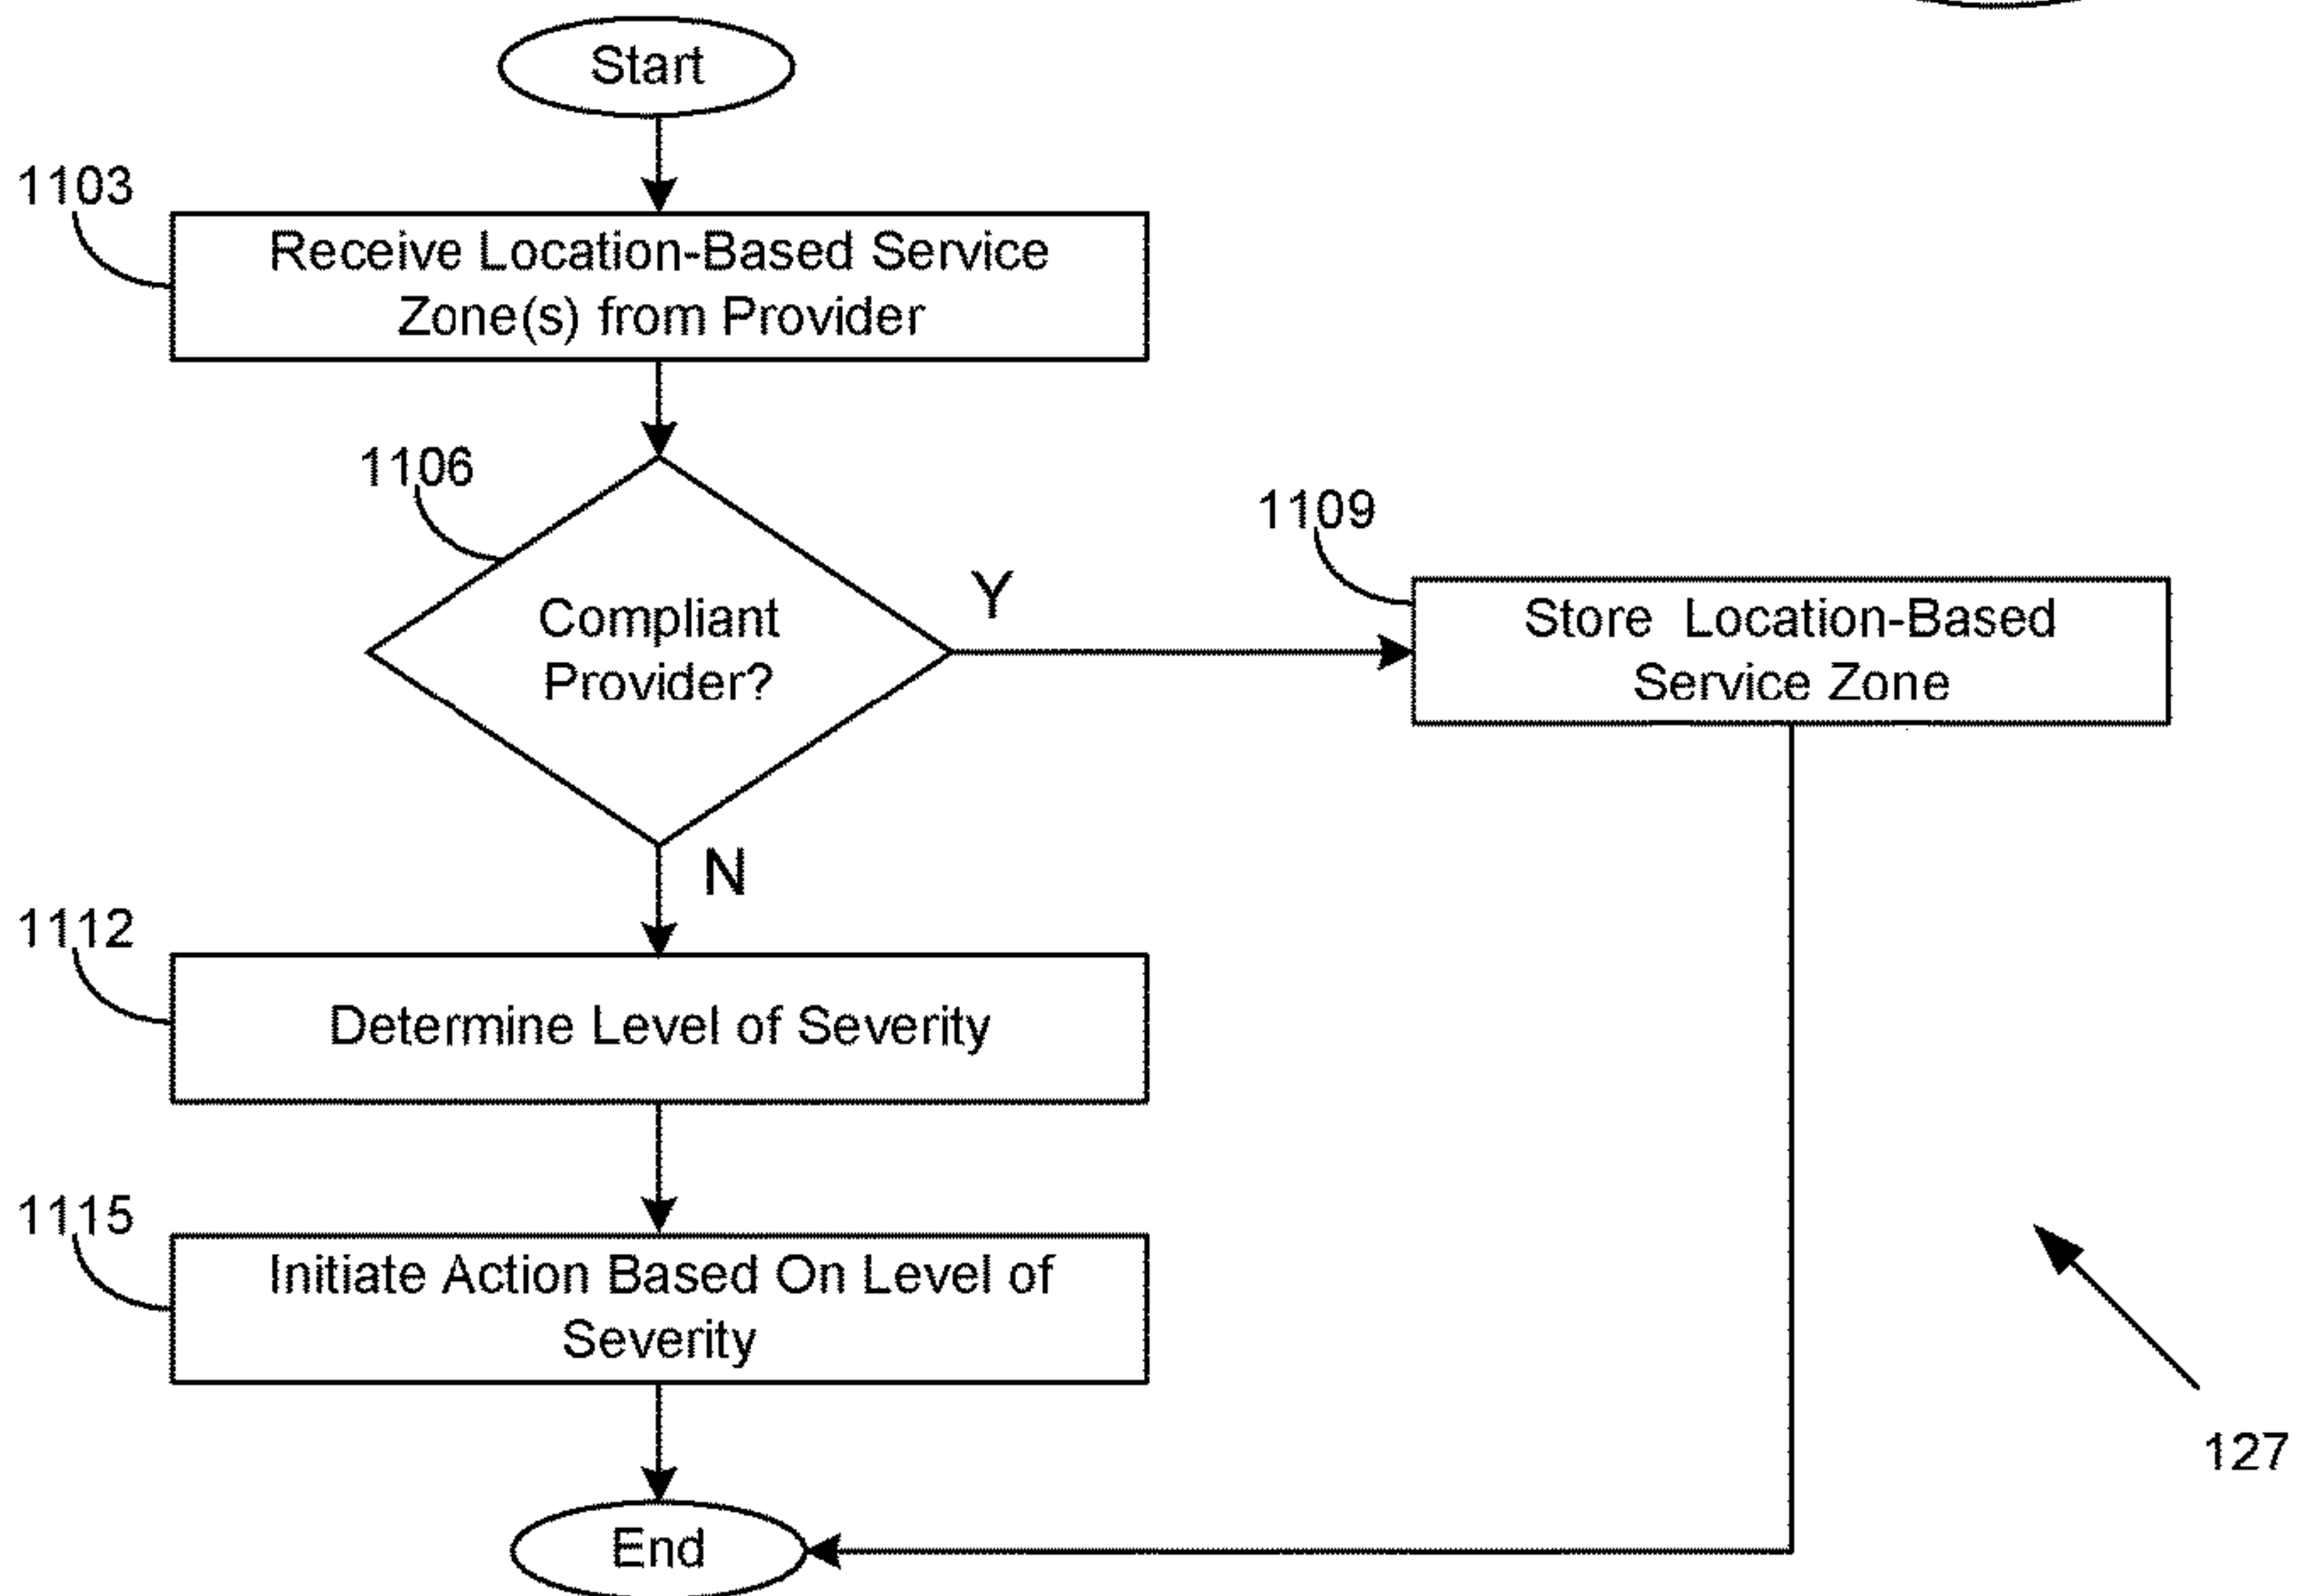 Start
1103
Receive Location-Based Service
Zone(s) from Provider
1106
Compliant
Provider?
Y
1109
Store Location-Based
Service Zone
N
1112
Determine Level of Severity
1115
Initiate Action Based On Level of
Severity
End
127